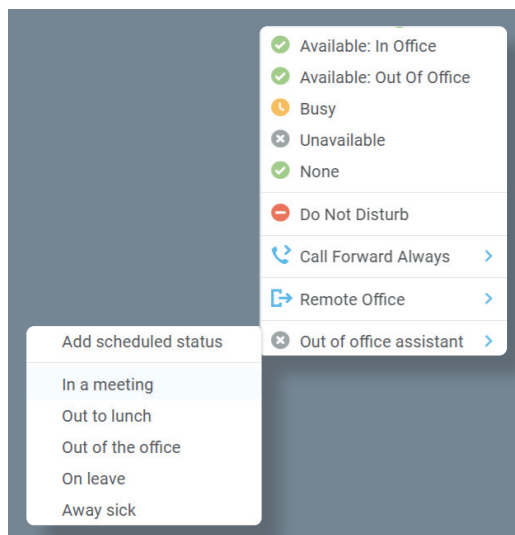 Available: In Office
Available: Out Of Office
Busy
Unavailable
None
Do Not Disturb
Call Forward Always
Remote Office
Out of office assistant
Add scheduled status
In a meeting
Out to lunch
Out of the office
On leave
Away sick